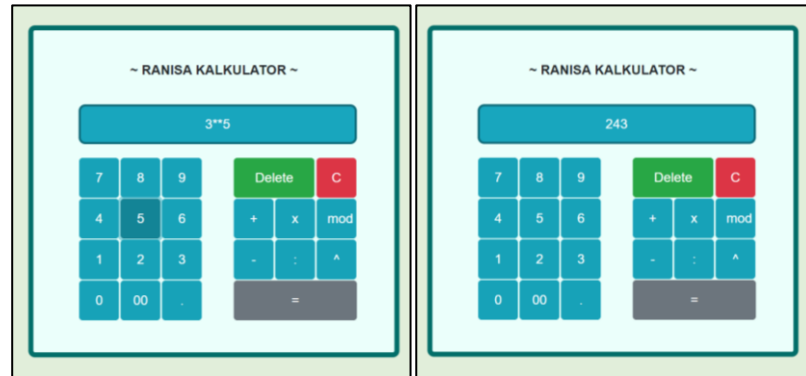 ~ RANISA KALKULATOR ~
3**5
7 8 9 Delete C
4 5 6 + x mod
1 2 3 - : ^
0 00 . =
~ RANISA KALKULATOR ~
243
7 8 9 Delete C
4 5 6 + x mod
1 2 3 - : ^
0 00 . =